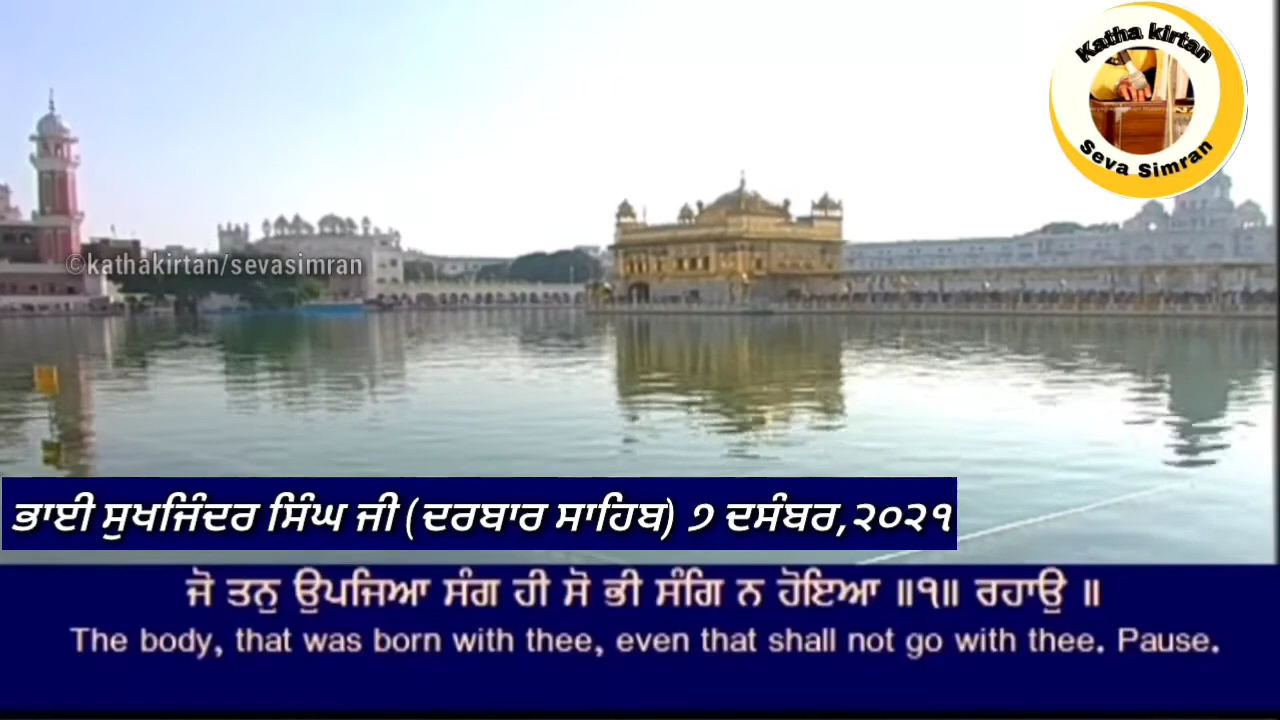 Katha kirtan
Seva Simran
©kathakirtan/sevasimran
ਭਾਈ ਸੁਖਜਿੰਦਰ ਸਿੰਘ ਜੀ (ਦਰਬਾਰ ਸਾਹਿਬ) ੭ ਦਸੰਬਰ,੨੦੨੧
ਜੋ ਤਨੁ ਉਪਜਿਆ ਸੰਗ ਹੀ ਸੋ ਭੀ ਸੰਗਿ ਨ ਹੋਇਆ ॥੧॥ ਰਹਾਉ ॥
The body, that was born with thee, even that shall not go with thee. Pause.